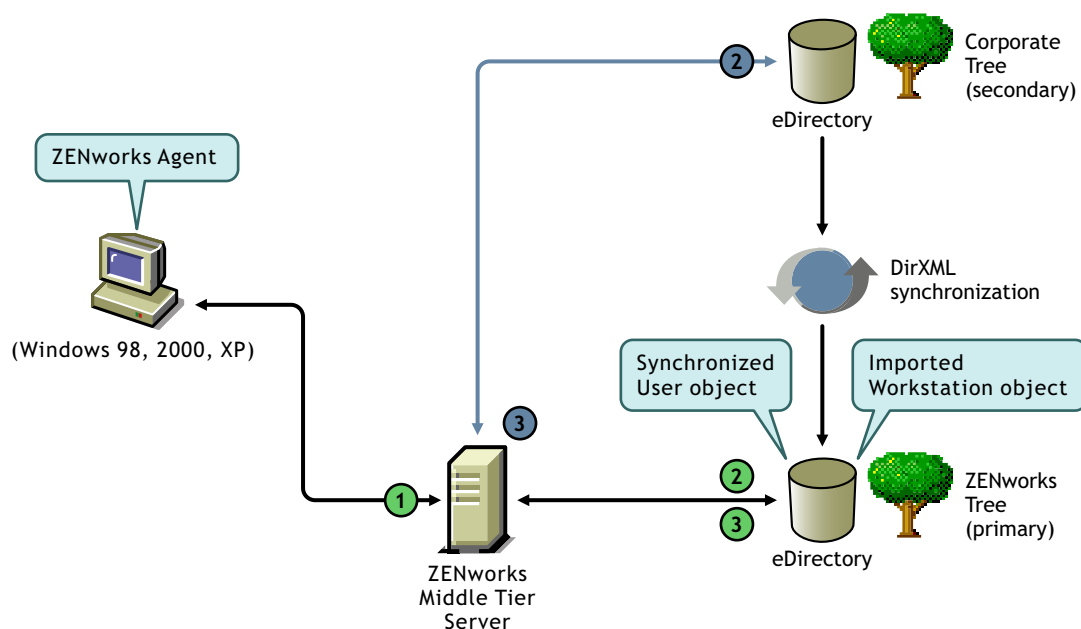 2
Corporate
Tree
(secondary)
eDirectory
ZENworks Agent
DirXML
synchronization
(Windows 98, 2000, XP)
Synchronized
User object
Imported
Workstation object
3
1
2
3
ZENworks
Tree
(primary)
eDirectory
ZENworks
Middle Tier
Server